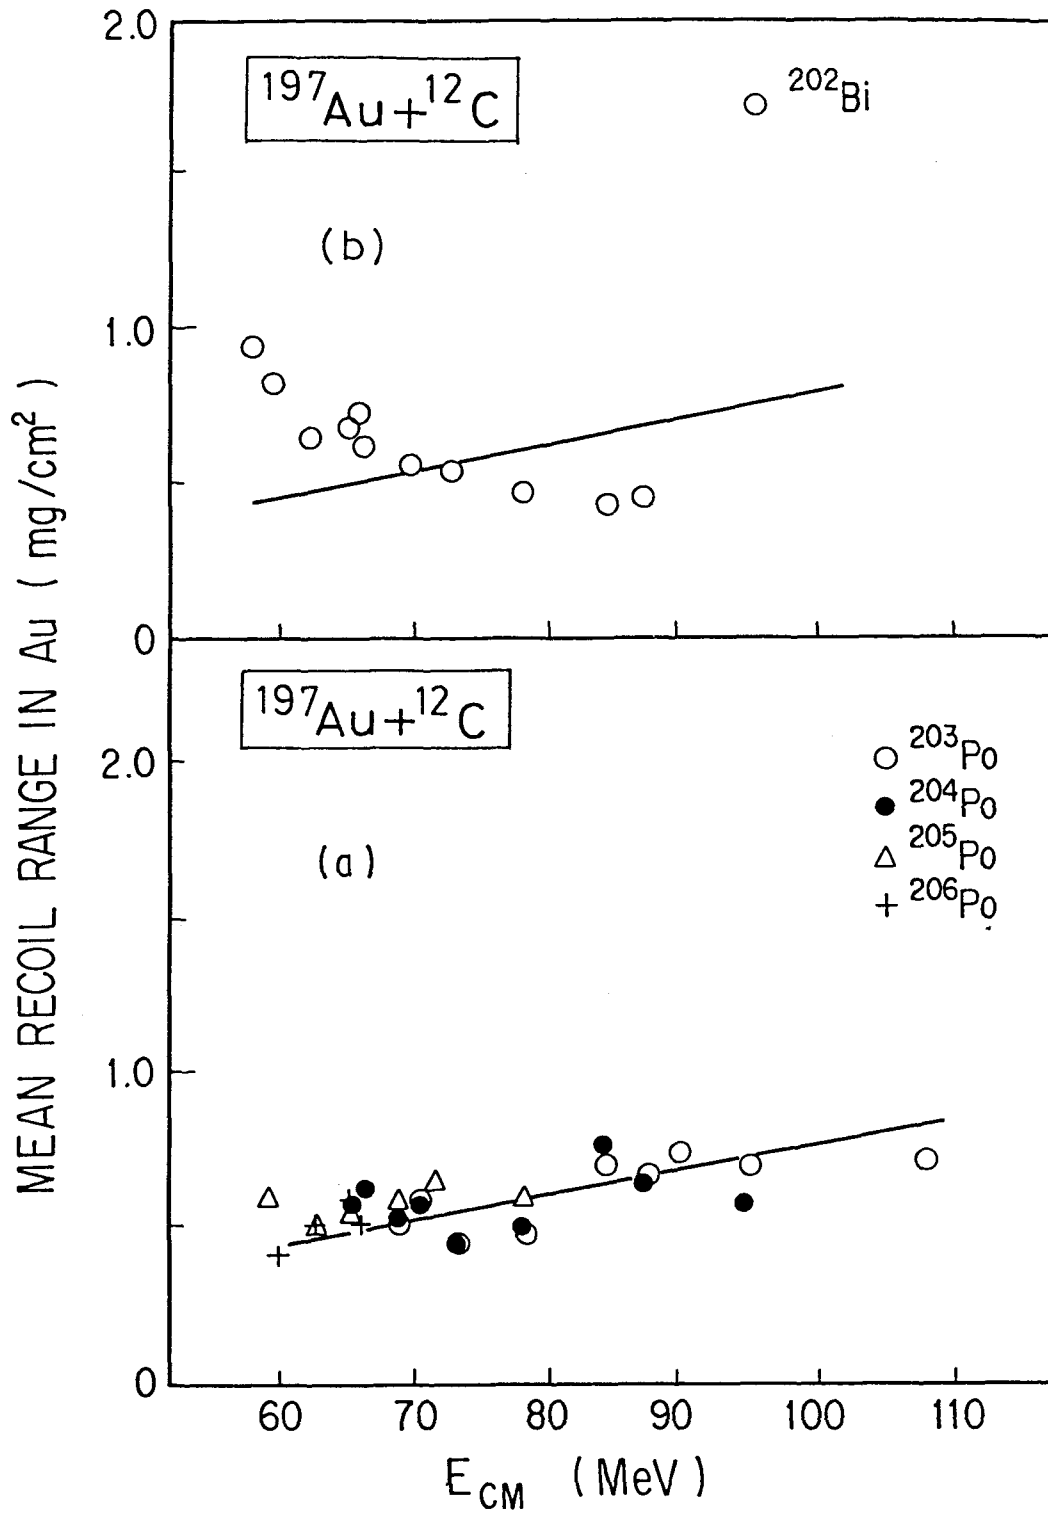 MEAN RECOIL RANGE IN Au (mg/cm²)
2.0
1.0
0
¹⁹⁷Au+¹²C
(b)
²⁰²Bi
2.0
1.0
0
¹⁹⁷Au+¹²C
(a)
²⁰³Po
²⁰⁴Po
²⁰⁵Po
²⁰⁶Po
60 70 80 90 100 110
E_CM (MeV)